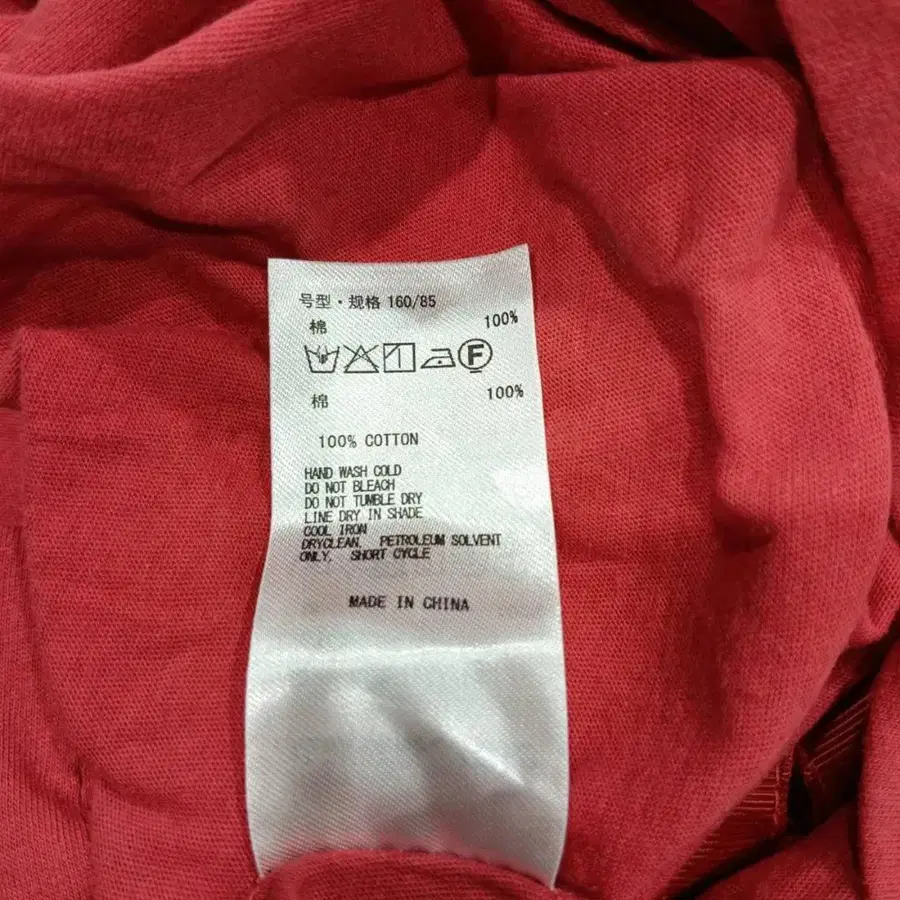 号型·规格 160/85
棉 100%
F
棉 100%
100% COTTON
HAND WASH COLD
DO NOT BLEACH
DO NOT TUMBLE DRY
LINE DRY IN SHADE
COOL IRON
DRYCLEAN, PETROLEUM SOLVENT
ONLY, SHORT CYCLE
MADE IN CHINA